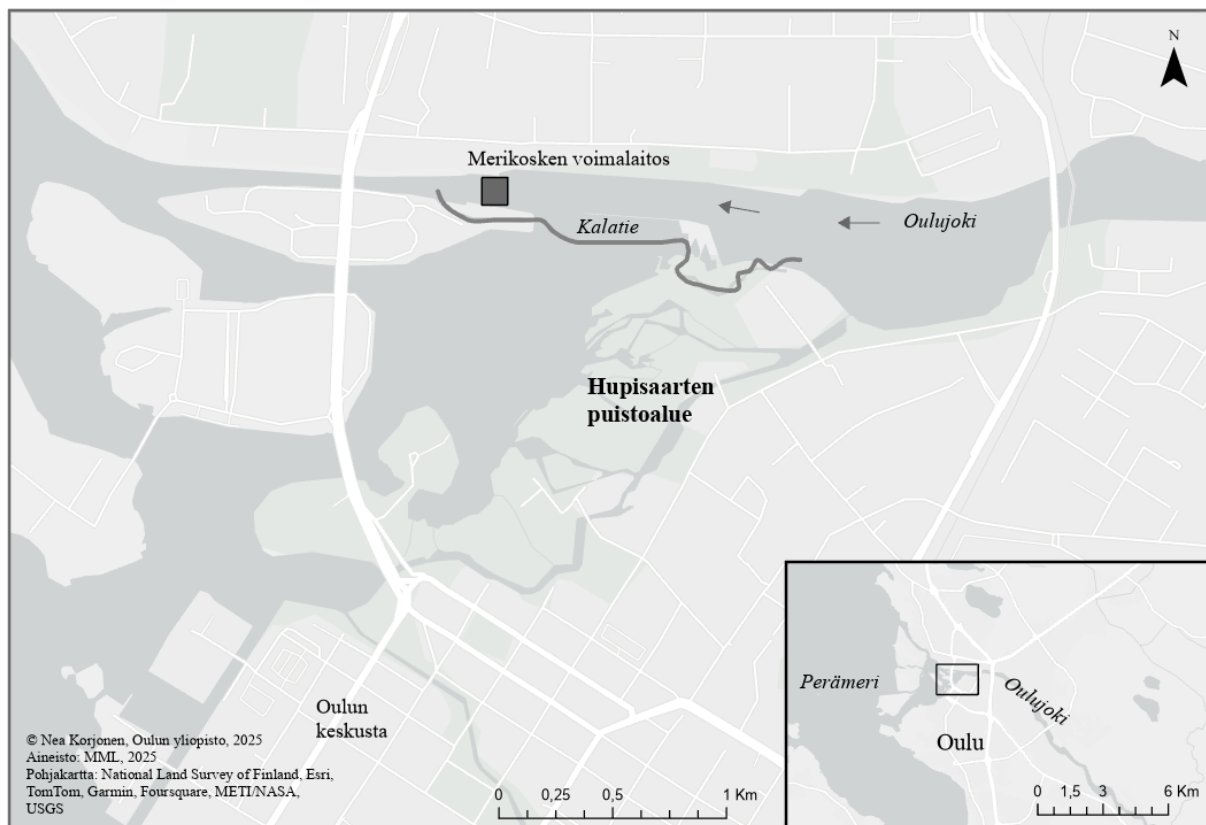 N
Merikosken voimalaitos
Kalatie
Oulujoki
Hupisaarten
puistoalue
Oulun
keskusta
© Nea Korjonen, Oulun yliopisto, 2025
Aineisto: MML, 2025
Pohjakartta: National Land Survey of Finland, Esri,
TomTom, Garmin, Foursquare, METI/NASA,
USGS
0 0,25 0,5 1 Km
Perämeri
Oulujoki
Oulu
0 1,5 3 6 Km